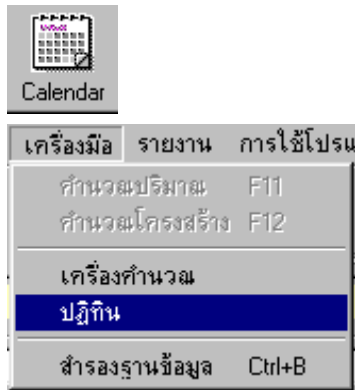 Calendar
เครื่องมือ รายงาน การใช้โปรแ
คำนวณปริมาณ F11
คำนวณโครงสร้าง F12
เครื่องคำนวณ
ปฏิทิน
สำรองฐานข้อมูล Ctrl+B